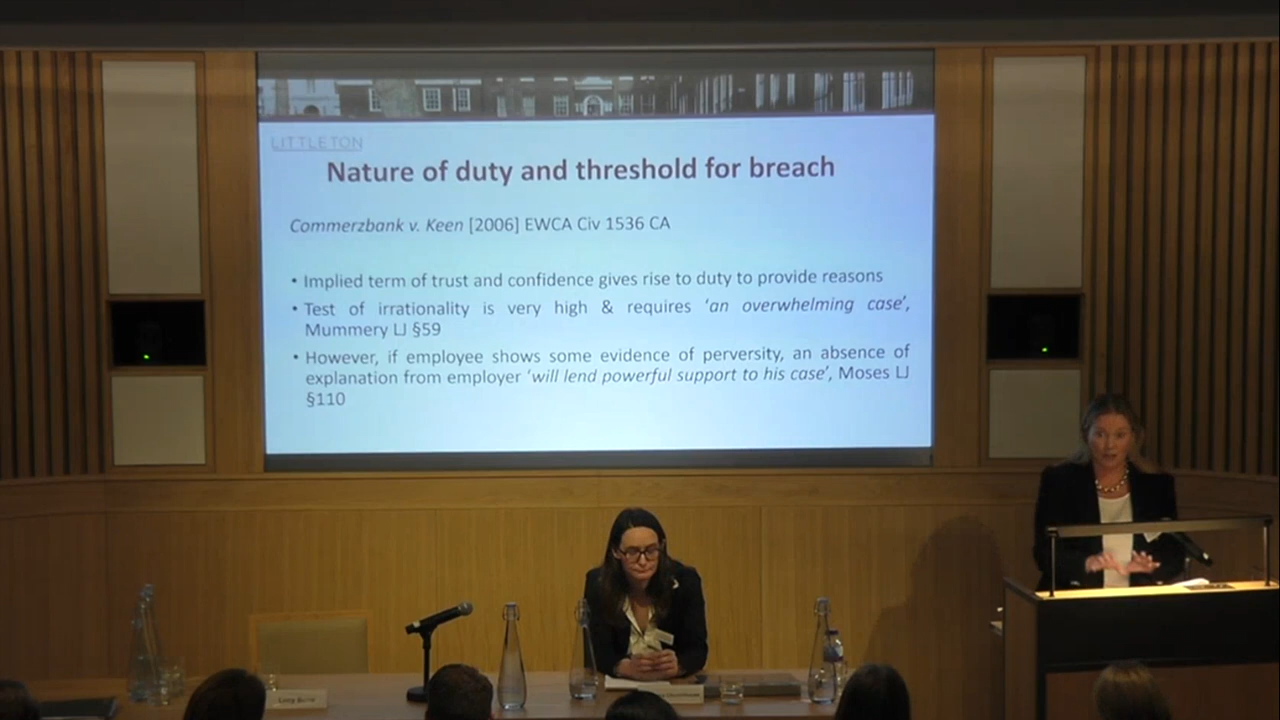 LITTLETON
Nature of duty and threshold for breach
Commerzbank v. Keen [2006] EWCA Civ 1536 CA
• Implied term of trust and confidence gives rise to duty to provide reasons
• Test of irrationality is very high & requires ‘an overwhelming case’,
Mummery LJ §59
• However, if employee shows some evidence of perversity, an absence of
explanation from employer ‘will lend powerful support to his case’, Moses LJ
§110